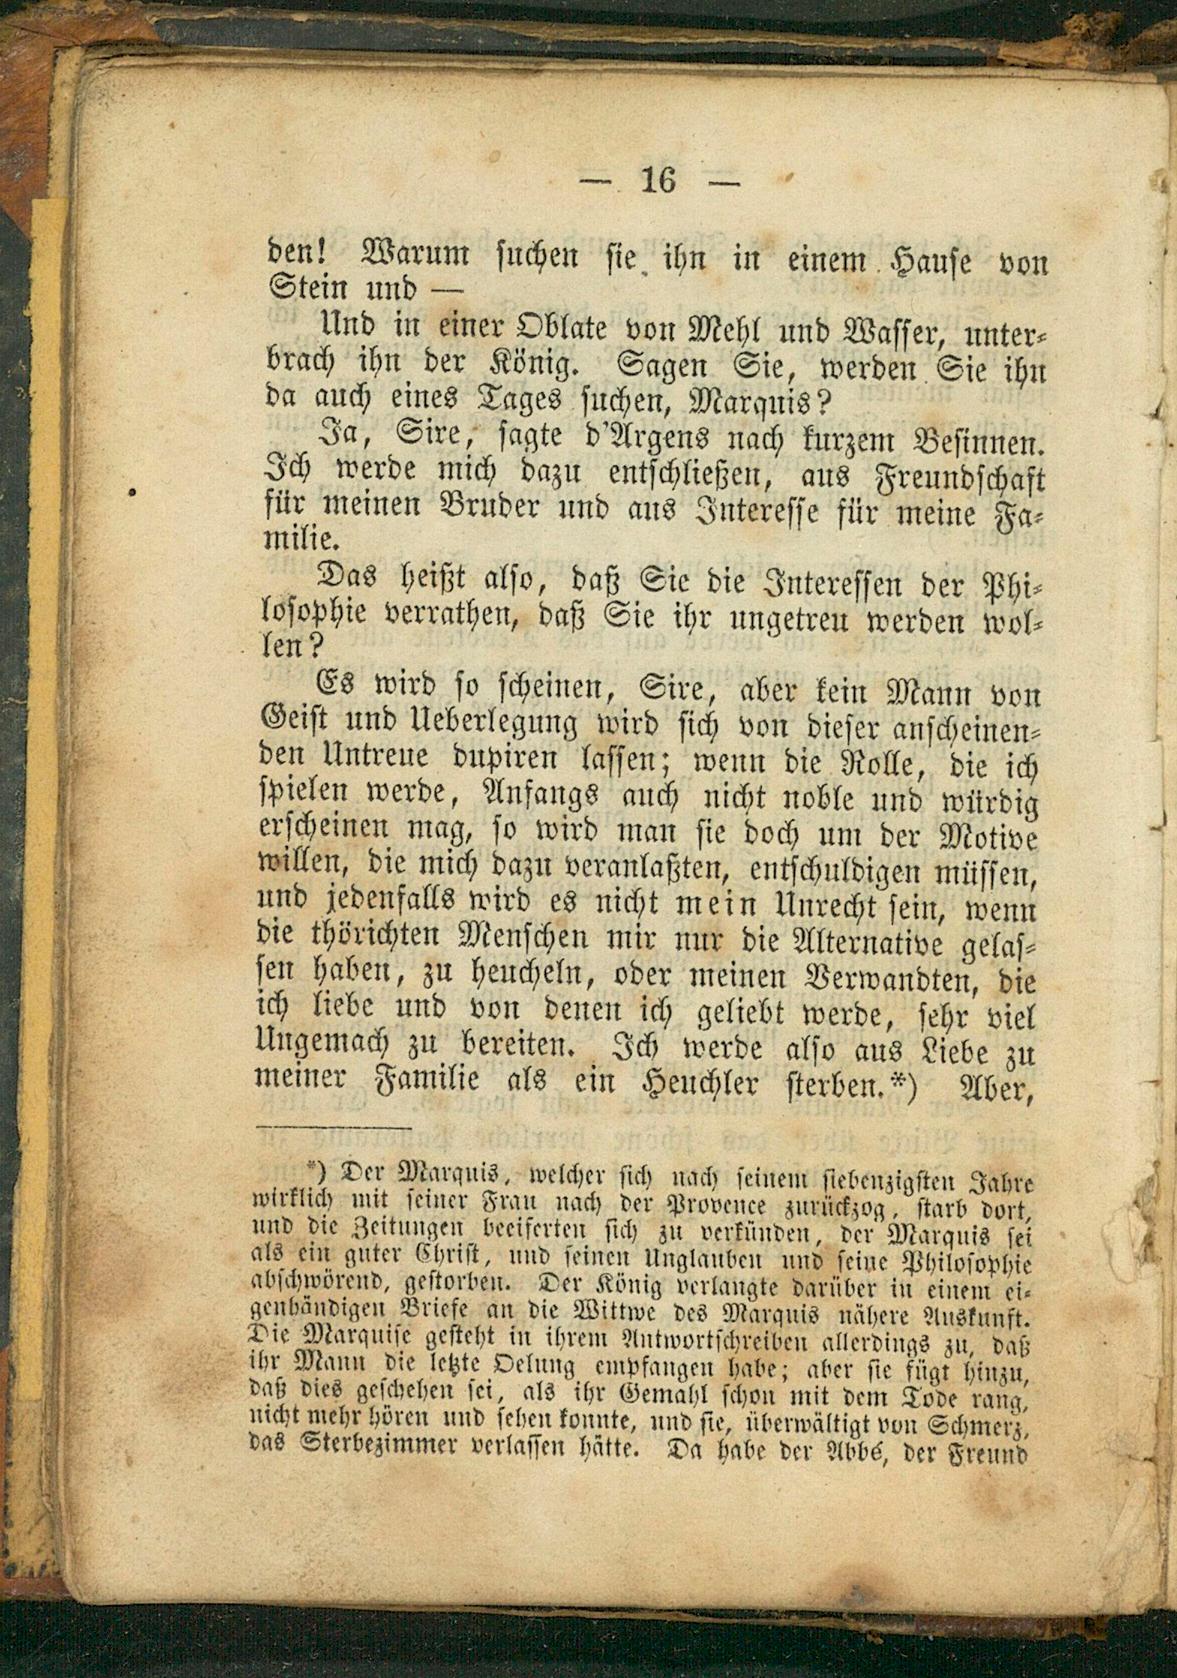 — 16 —
den! Warum suchen sie ihn in einem Hause von
Stein und —
Und in einer Oblate von Mehl und Wasser, unter-
brach ihn der König. Sagen Sie, werden Sie ihn
da auch eines Tages suchen, Marquis?
Ja, Sire, sagte d'Argens nach kurzem Besinnen.
Ich werde mich dazu entschließen, aus Freundschaft
für meinen Bruder und aus Interesse für meine Fa-
milie.
Das heißt also, daß Sie die Interessen der Phi-
losophie verrathen, daß Sie ihr ungetreu werden wol-
len?
Es wird so scheinen, Sire, aber kein Mann von
Geist und Ueberlegung wird sich von dieser anscheinen-
den Untreue dupiren lassen; wenn die Rolle, die ich
spielen werde, Anfangs auch nicht noble und würdig
erscheinen mag, so wird man sie doch um der Motive
willen, die mich dazu veranlaßten, entschuldigen müssen,
und jedenfalls wird es nicht mein Unrecht sein, wenn
die thörichten Menschen mir nur die Alternative gelas-
sen haben, zu heucheln, oder meinen Verwandten, die
ich liebe und von denen ich geliebt werde, sehr viel
Ungemach zu bereiten. Ich werde also aus Liebe zu
meiner Familie als ein Heuchler sterben.*) Aber,
*) Der Marquis, welcher sich nach seinem siebenzigsten Jahre
wirklich mit seiner Frau nach der Provence zurückzog, starb dort,
und die Zeitungen beeiferten sich zu verkünden, der Marquis sei
als ein guter Christ, und seinen Unglauben und seine Philosophie
abschwörend, gestorben. Der König verlangte darüber in einem ei-
genhändigen Briefe an die Wittwe des Marquis nähere Auskunft.
Die Marquise gesteht in ihrem Antwortschreiben allerdings zu, daß
ihr Mann die letzte Oelung empfangen habe; aber sie fügt hinzu,
daß dies geschehen sei, als ihr Gemahl schon mit dem Tode rang,
nicht mehr hören und sehen konnte, und sie, überwältigt von Schmerz,
das Sterbezimmer verlassen hätte. Da habe der Abbé, der Freund